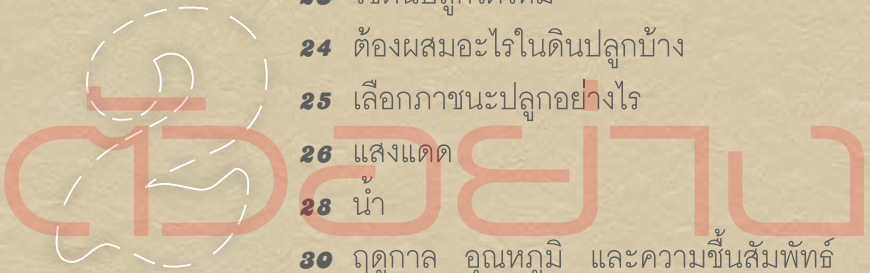 24 ต้องผสมอะไรในดินปลูกบ้าง
25 เลือกภาชนะปลูกอย่างไร
26 แสงแดด
28 น้ำ
30 ฤดูกาล อุณหภูมิ และความชื้นสัมพัทธ์
ตัวอย่าง
2